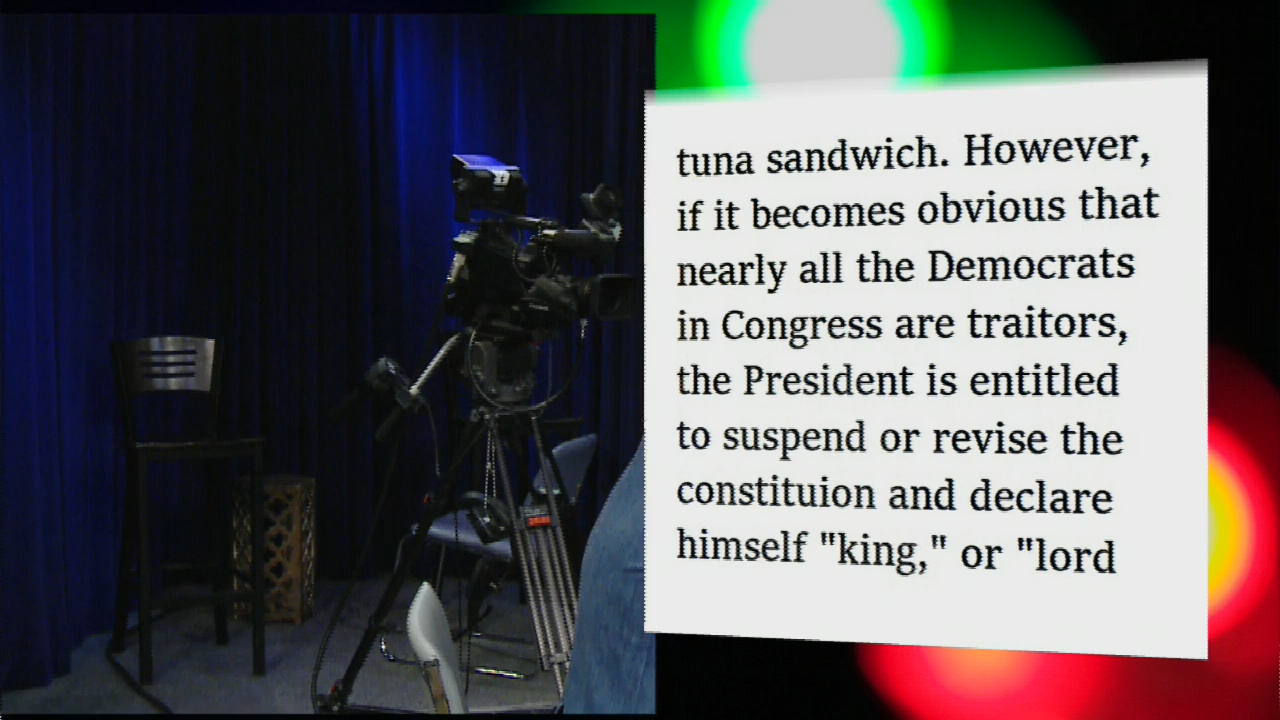 tuna sandwich. However,
if it becomes obvious that
nearly all the Democrats
in Congress are traitors,
the President is entitled
to suspend or revise the
constituion and declare
himself "king," or "lord